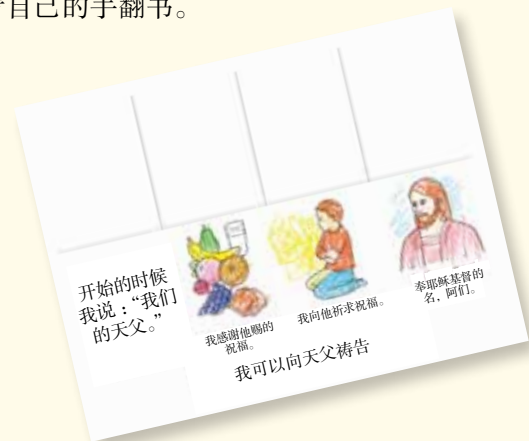 自己的手翻书。
开始的时候
我说：“我们
的天父。”
我感谢他赐的
祝福。
我向他祈求祝福。
奉耶稣基督的
名，阿们。
我可以向天父祷告